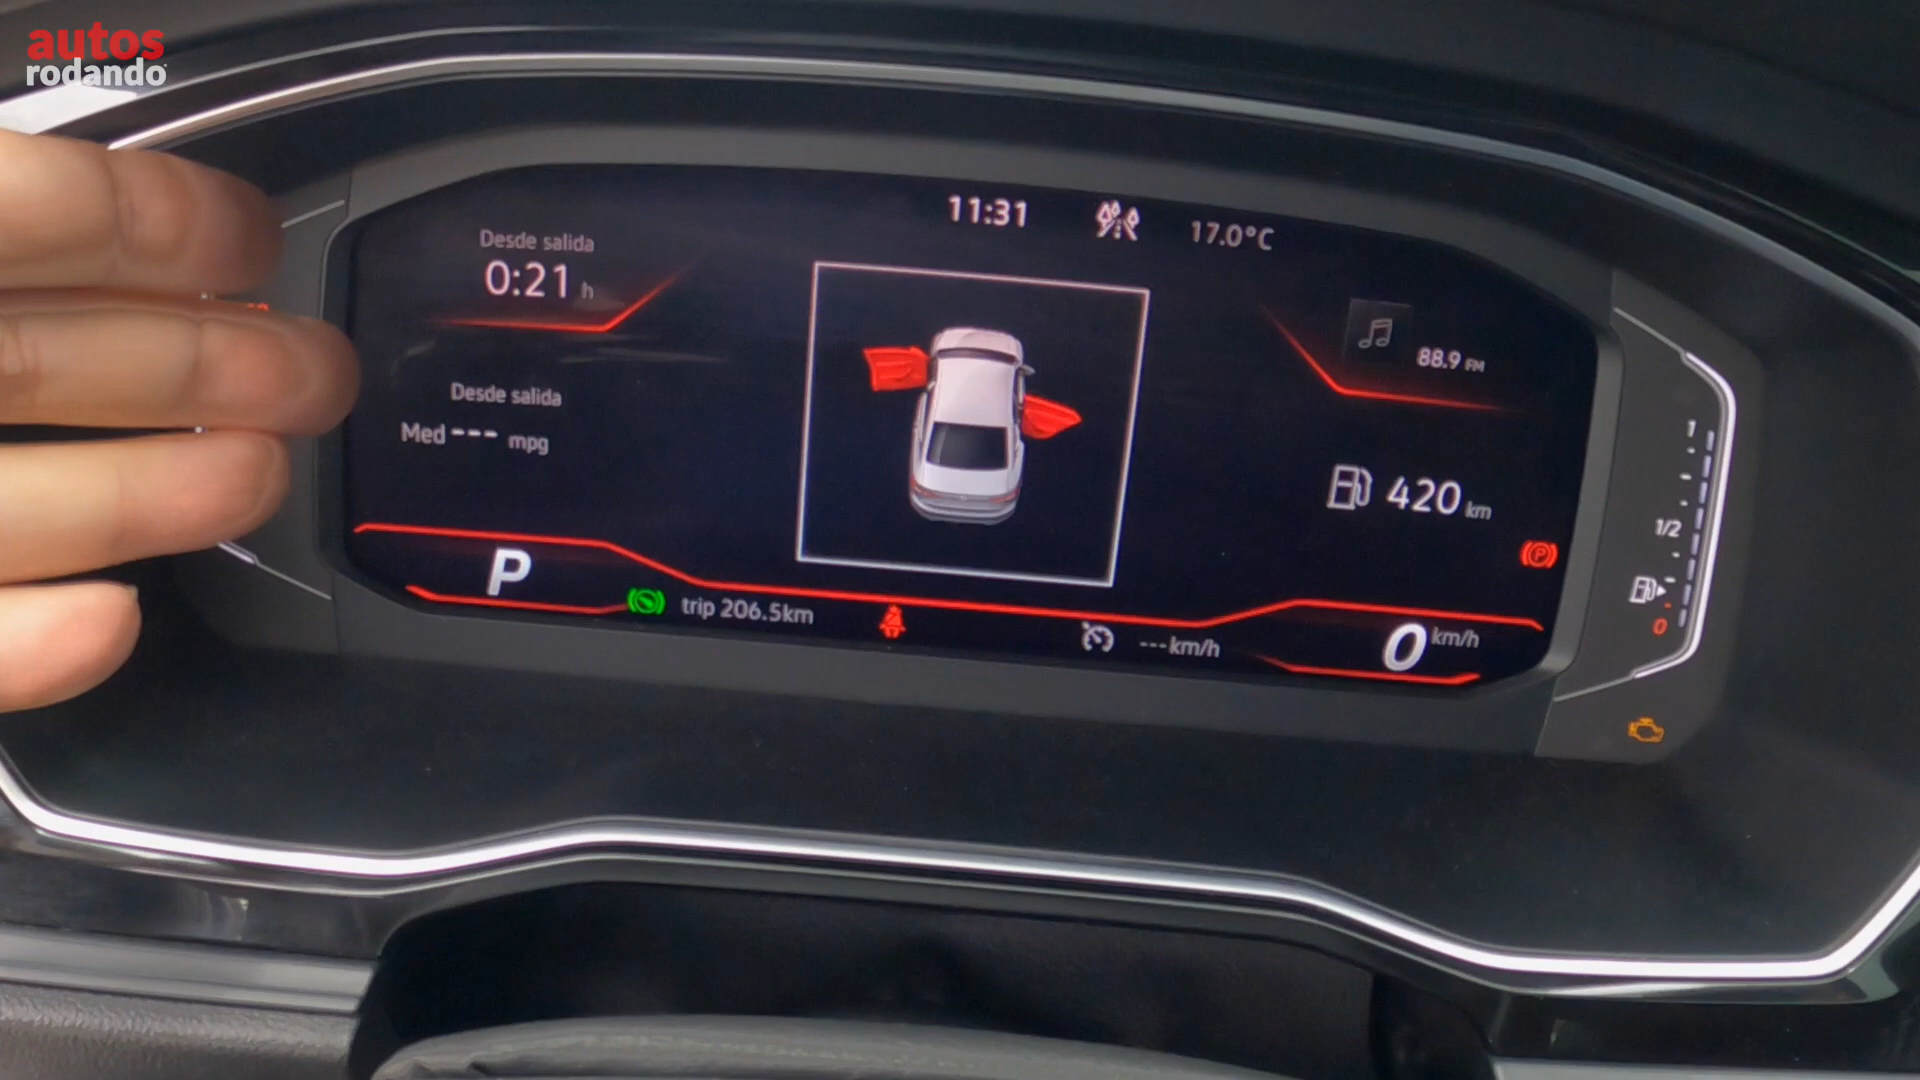 autos
rodando
11:31
17.0°C
Desde salida
0:21 h
Desde salida
Med --- mpg
88.9 FM
420 km
P
trip 206.5km
---km/h
0 km/h
1
1/2
0